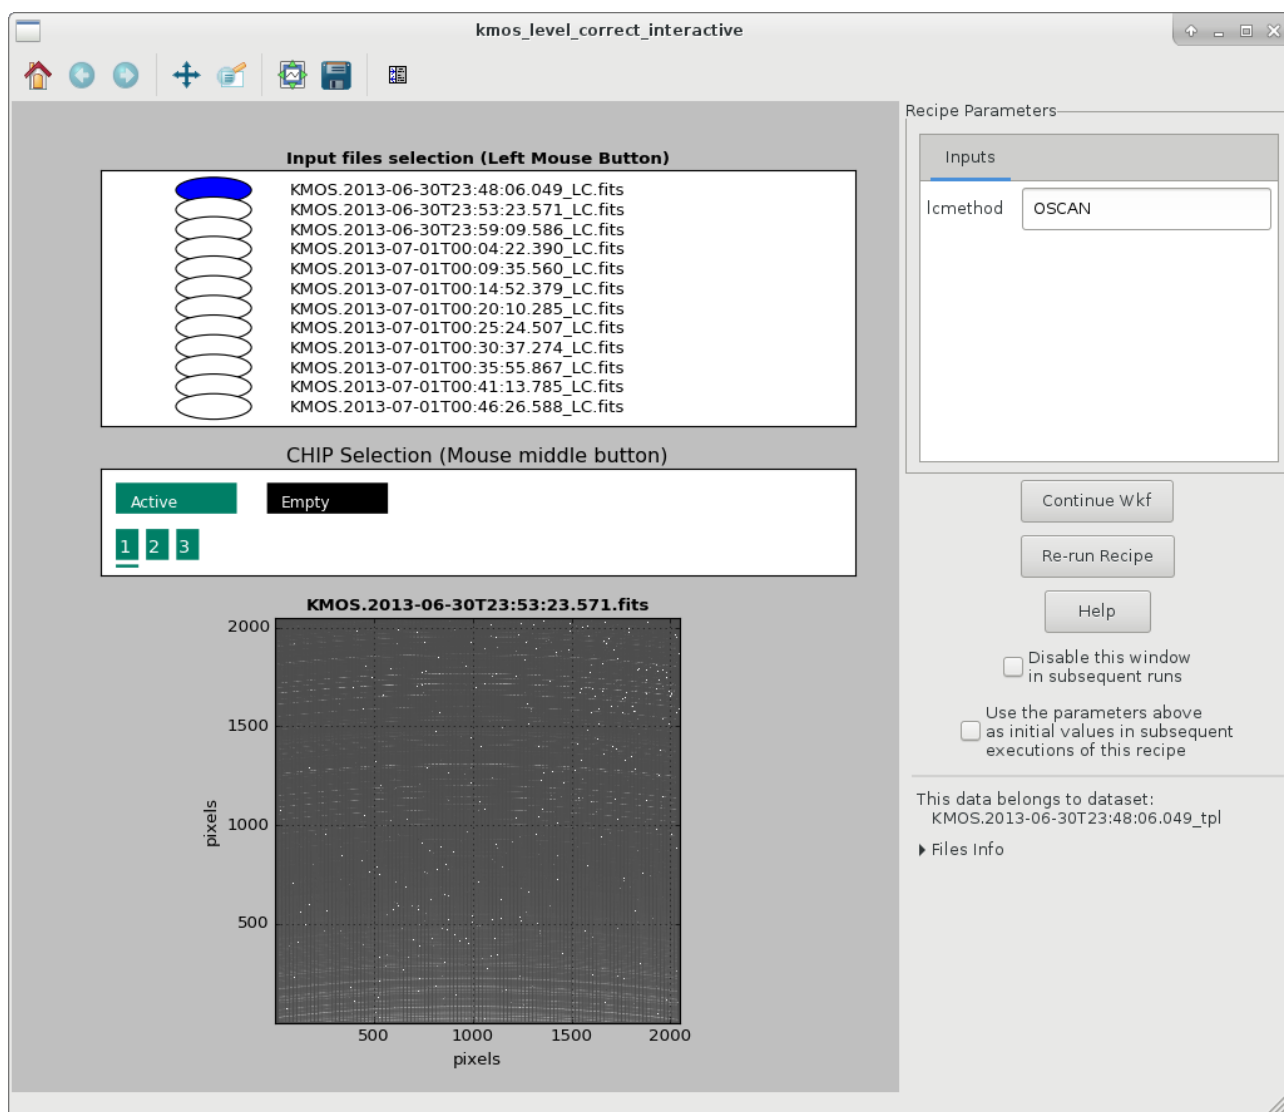 kmos_level_correct_interactive
Recipe Parameters
Input files selection (Left Mouse Button)
KMOS.2013-06-30T23:48:06.049_LC.fits
KMOS.2013-06-30T23:53:23.571_LC.fits
KMOS.2013-06-30T23:59:09.586_LC.fits
KMOS.2013-07-01T00:04:22.390_LC.fits
KMOS.2013-07-01T00:09:35.560_LC.fits
KMOS.2013-07-01T00:14:52.379_LC.fits
KMOS.2013-07-01T00:20:10.285_LC.fits
KMOS.2013-07-01T00:25:24.507_LC.fits
KMOS.2013-07-01T00:30:37.274_LC.fits
KMOS.2013-07-01T00:35:55.867_LC.fits
KMOS.2013-07-01T00:41:13.785_LC.fits
KMOS.2013-07-01T00:46:26.588_LC.fits
CHIP Selection (Mouse middle button)
Active Empty
1 2 3
KMOS.2013-06-30T23:53:23.571.fits
2000
1500
1000
500
pixels
500 1000 1500 2000
pixels
Inputs
lcmethod OSCAN
Continue Wkf
Re-run Recipe
Help
Disable this window
in subsequent runs
Use the parameters above
as initial values in subsequent
executions of this recipe
This data belongs to dataset:
KMOS.2013-06-30T23:48:06.049_tpl
Files Info